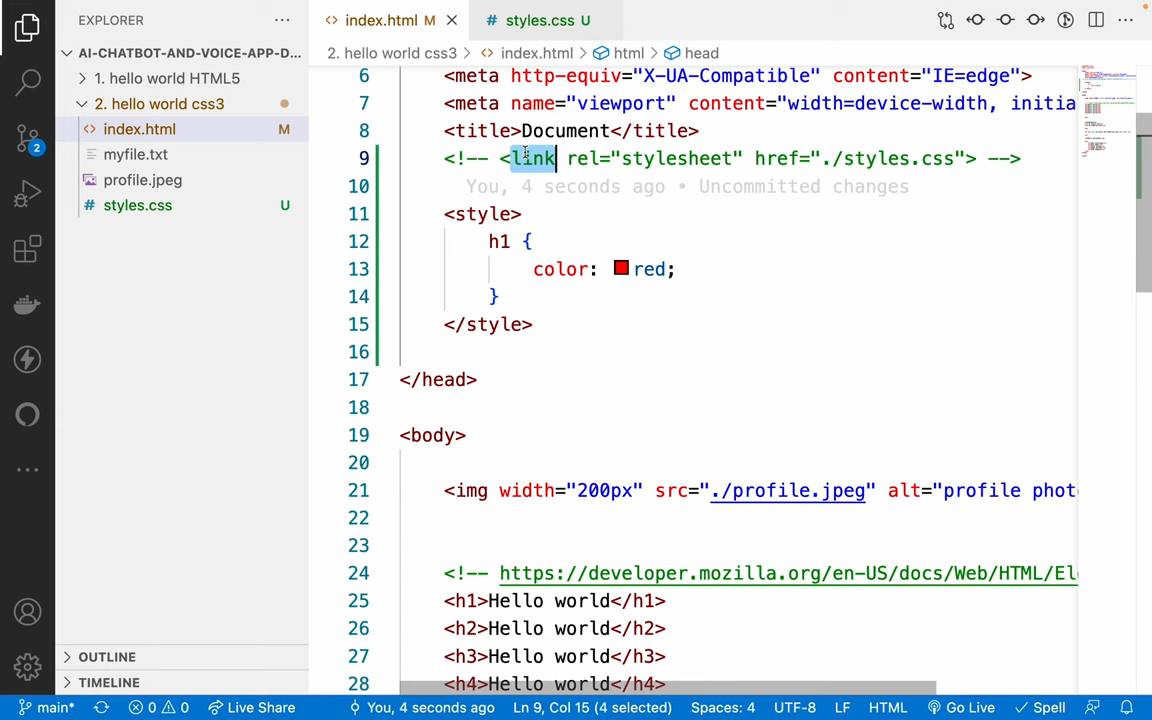 EXPLORER
AI-CHATBOT-AND-VOICE-APP-D...
1. hello world HTML5
2. hello world css3
index.html M
myfile.txt
profile.jpeg
styles.css U
OUTLINE
TIMELINE
index.html M
styles.css U
2. hello world css3 > index.html > html > head
6 <meta http-equiv="X-UA-Compatible" content="IE=edge">
7 <meta name="viewport" content="width=device-width, initia
8 <title>Document</title>
9 <!-- <link rel="stylesheet" href="./styles.css"> -->
10 You, 4 seconds ago • Uncommitted changes
11 <style>
12 h1 {
13 color: red;
14 }
15 </style>
16
17 </head>
18
19 <body>
20
21 <img width="200px" src="./profile.jpeg" alt="profile phot
22
23
24 <!-- https://developer.mozilla.org/en-US/docs/Web/HTML/El
25 <h1>Hello world</h1>
26 <h2>Hello world</h2>
27 <h3>Hello world</h3>
28 <h4>Hello world</h4>
2
main* 0 0 Live Share You, 4 seconds ago Ln 9, Col 15 (4 selected) Spaces: 4 UTF-8 LF HTML Go Live Spell